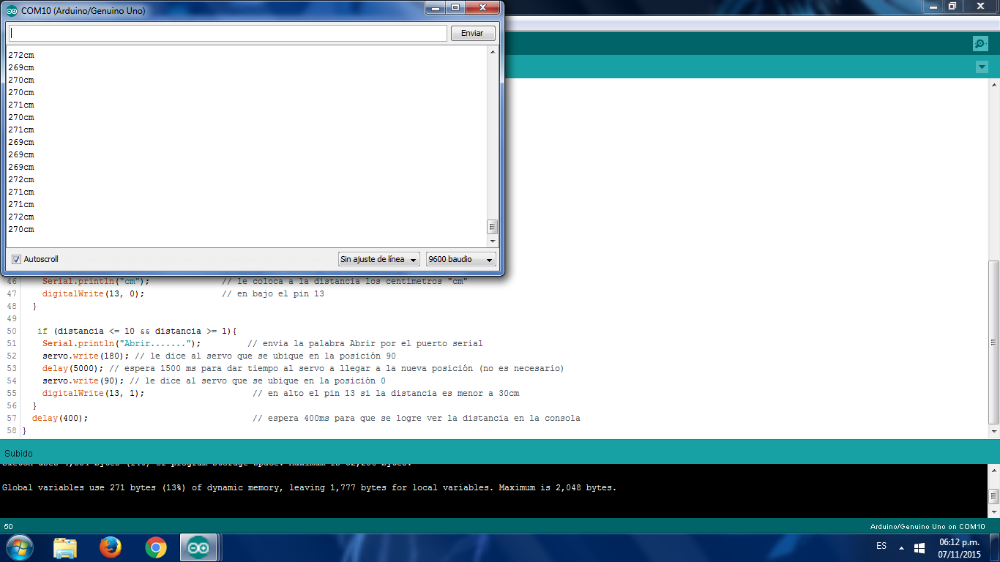 COM10 (Arduino/Genuino Uno)
Enviar
272cm
269cm
270cm
270cm
271cm
270cm
271cm
269cm
269cm
269cm
272cm
271cm
271cm
272cm
270cm
Autoscroll
Sin ajuste de línea
9600 baudio
46 Serial.println("cm"); // le coloca a la distancia los centimetros "cm"
47 digitalWrite(13, 0); // en bajo el pin 13
48 }
49
50 if (distancia <= 10 && distancia >= 1){
51 Serial.println("Abrir......."); // envia la palabra Abrir por el puerto serial
52 servo.write(180); // le dice al servo que se ubique en la posición 90
53 delay(5000); // espera 1500 ms para dar tiempo al servo a llegar a la nueva posición (no es necesario)
54 servo.write(90); // le dice al servo que se ubique en la posición 0
55 digitalWrite(13, 1); // en alto el pin 13 si la distancia es menor a 30cm
56 }
57 delay(400); // espera 400ms para que se logre ver la distancia en la consola
58 }
Subido
Global variables use 271 bytes (13%) of dynamic memory, leaving 1,777 bytes for local variables. Maximum is 2,048 bytes.
50
Arduino/Genuino Uno on COM10
ES
06:12 p.m.
07/11/2015